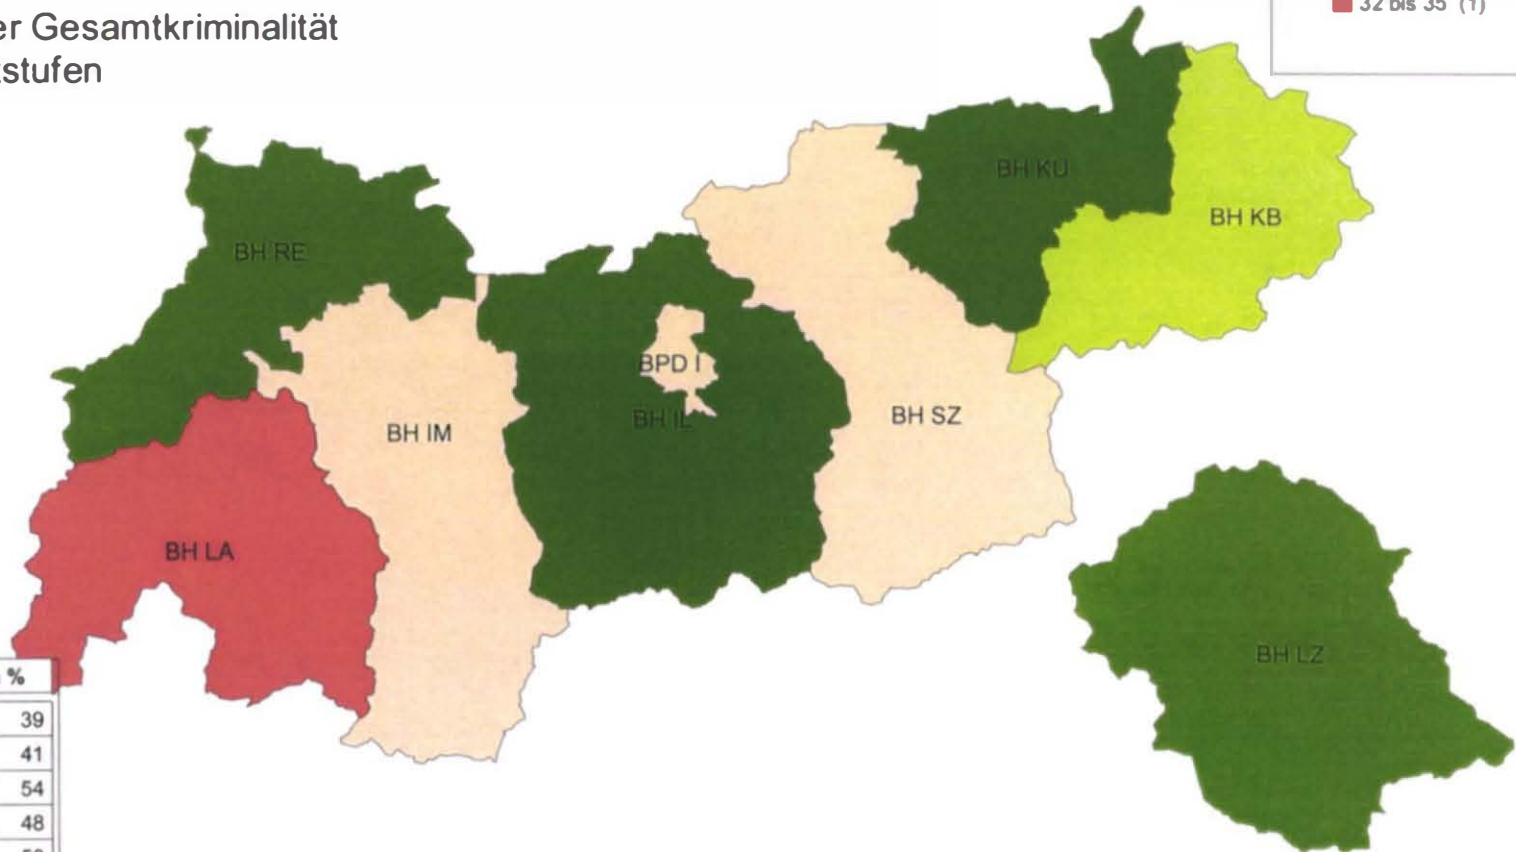 er Gesamtkriminalität
stufen
32 bis 35 (1)
BH KU
BH KB
BH RE
BPD I
BH IL
BH IM
BH SZ
BH LA
BH LZ
%
39
41
54
48